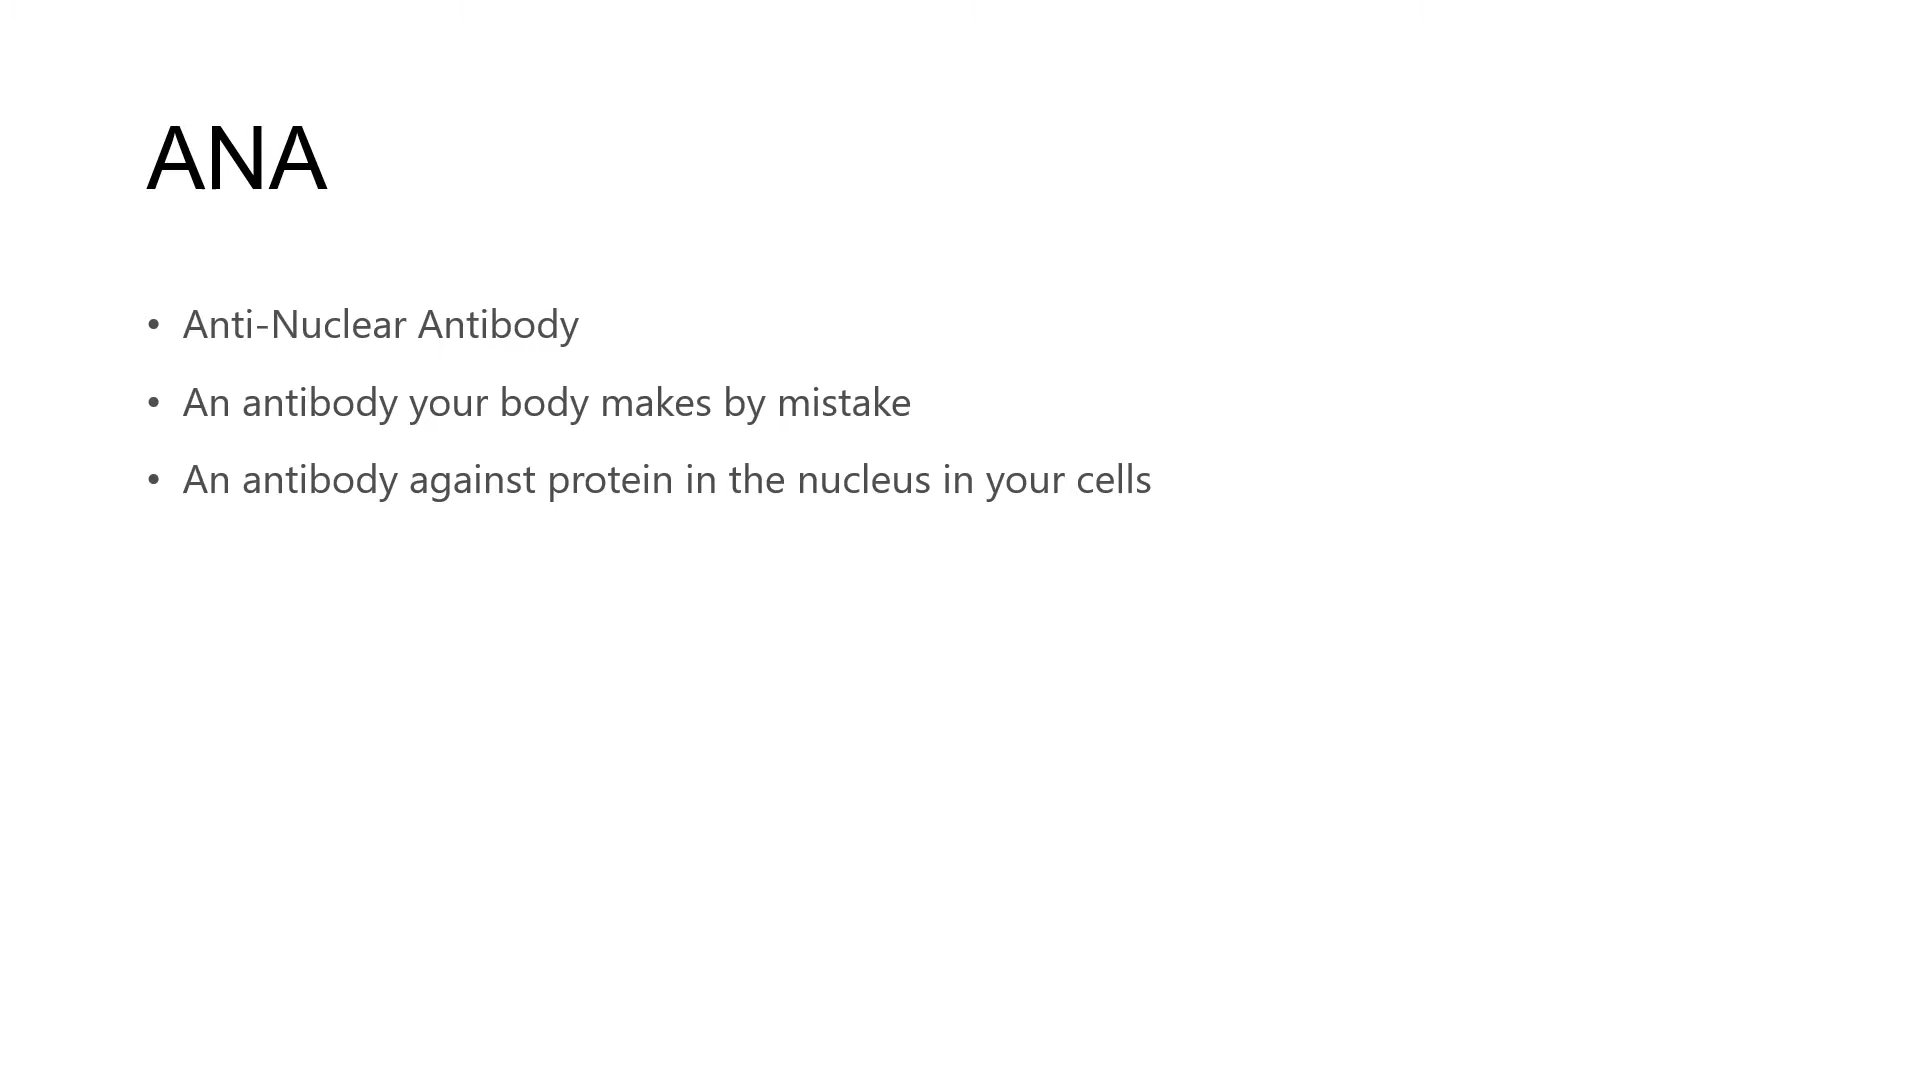 ANA
• Anti-Nuclear Antibody
• An antibody your body makes by mistake
• An antibody against protein in the nucleus in your cells